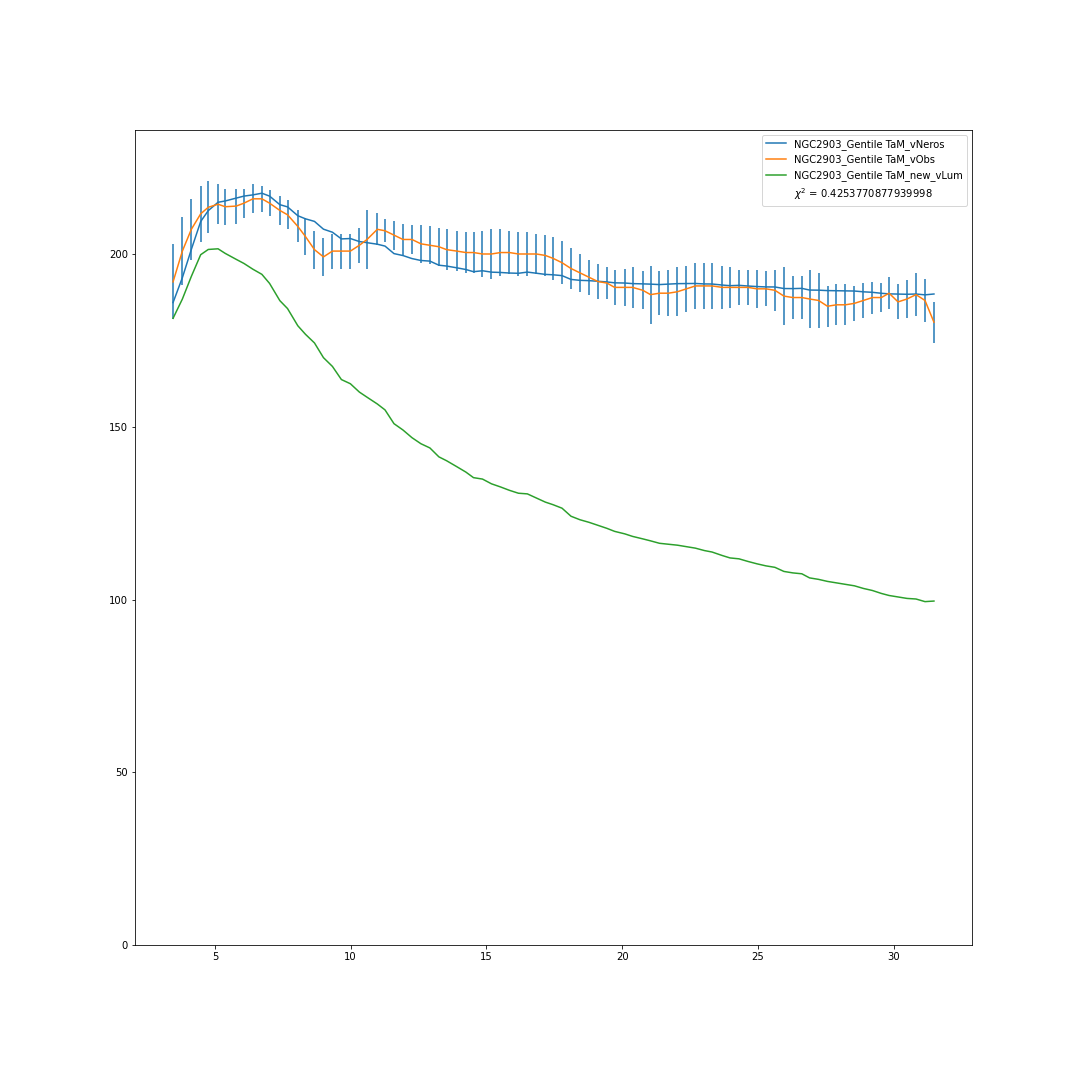 NGC2903_Gentile TaM_vNeros
NGC2903_Gentile TaM_vObs
NGC2903_Gentile TaM_new_vLum
χ² = 0.4253770877939998
200
150
100
50
0
5 10 15 20 25 30